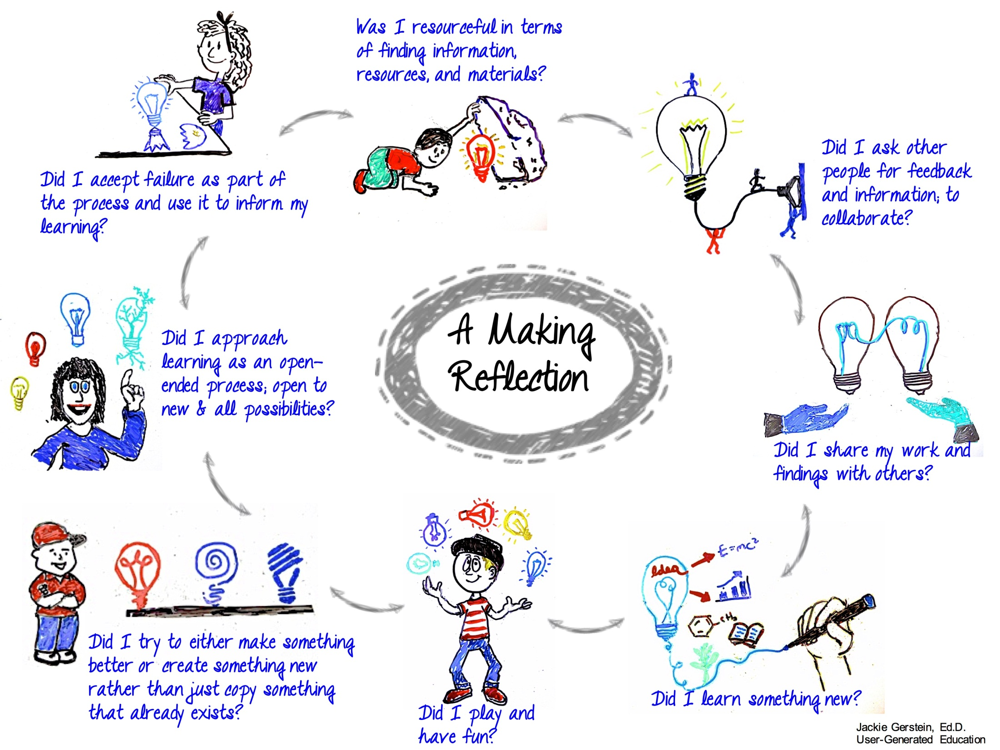 Was I resourceful in terms
of finding information,
resources, and materials?
Did I ask other
people for feedback
and information; to
collaborate?
Did I accept failure as part of
the process and use it to inform my
learning?
A Making
Reflection
Did I approach
learning as an open-
ended process; open to
new & all possibilities?
Did I share my work and
findings with others?
Did I try to either make something
better or create something new
rather than just copy something
that already exists?
Did I play and
have fun?
Idea
E=mc²
CH₃
Did I learn something new?
Jackie Gerstein, Ed.D.
User-Generated Education